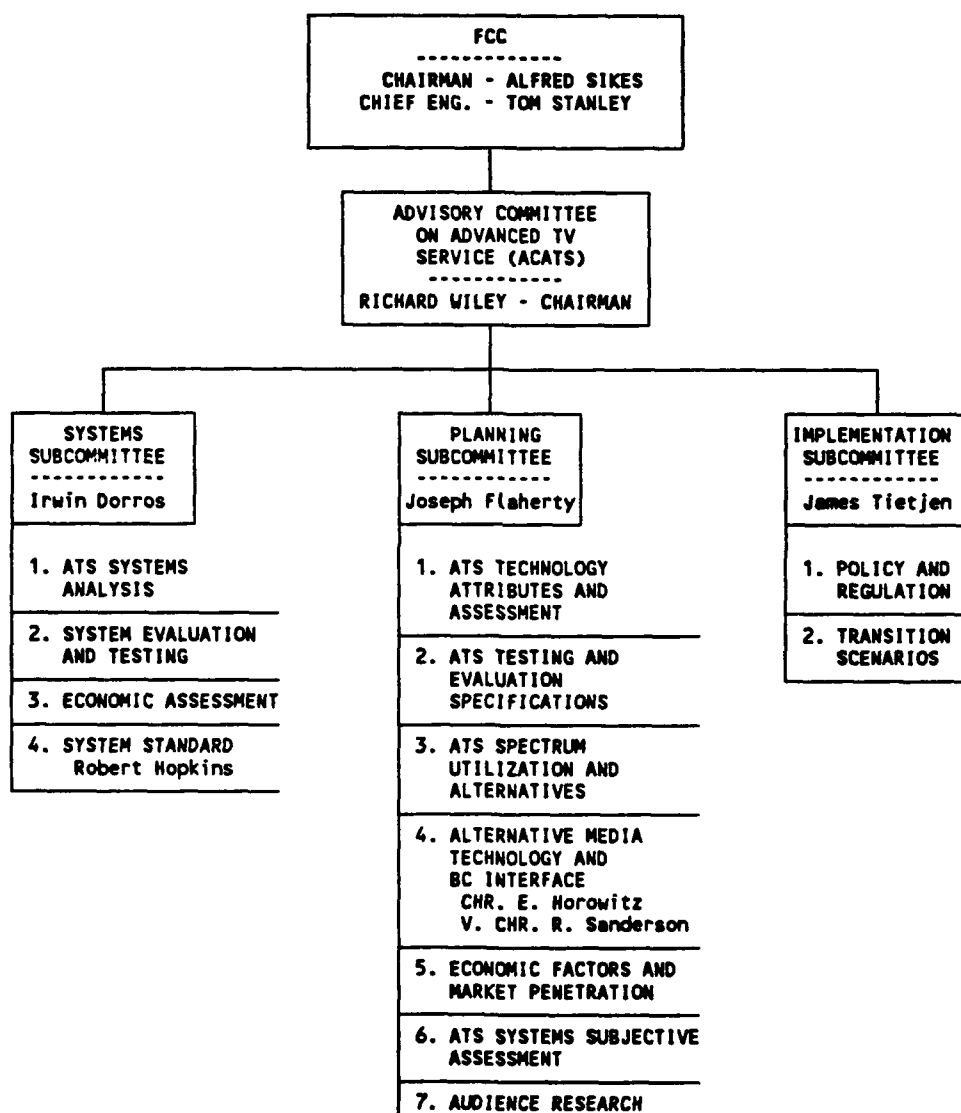 FCC
-------------
CHAIRMAN - ALFRED SIKES
CHIEF ENG. - TOM STANLEY
ADVISORY COMMITTEE
ON ADVANCED TV
SERVICE (ACATS)
-------------
RICHARD WILEY - CHAIRMAN
SYSTEMS
SUBCOMMITTEE
-------------
Irwin Dorros
1. ATS SYSTEMS
ANALYSIS
2. SYSTEM EVALUATION
AND TESTING
3. ECONOMIC ASSESSMENT
4. SYSTEM STANDARD
Robert Hopkins
PLANNING
SUBCOMMITTEE
-------------
Joseph Flaherty
1. ATS TECHNOLOGY
ATTRIBUTES AND
ASSESSMENT
2. ATS TESTING AND
EVALUATION
SPECIFICATIONS
3. ATS SPECTRUM
UTILIZATION AND
ALTERNATIVES
4. ALTERNATIVE MEDIA
TECHNOLOGY AND
BC INTERFACE
CHR. E. Horowitz
V. CHR. R. Sanderson
5. ECONOMIC FACTORS AND
MARKET PENETRATION
6. ATS SYSTEMS SUBJECTIVE
ASSESSMENT
7. AUDIENCE RESEARCH
IMPLEMENTATION
SUBCOMMITTEE
-------------
James Tietjen
1. POLICY AND
REGULATION
2. TRANSITION
SCENARIOS